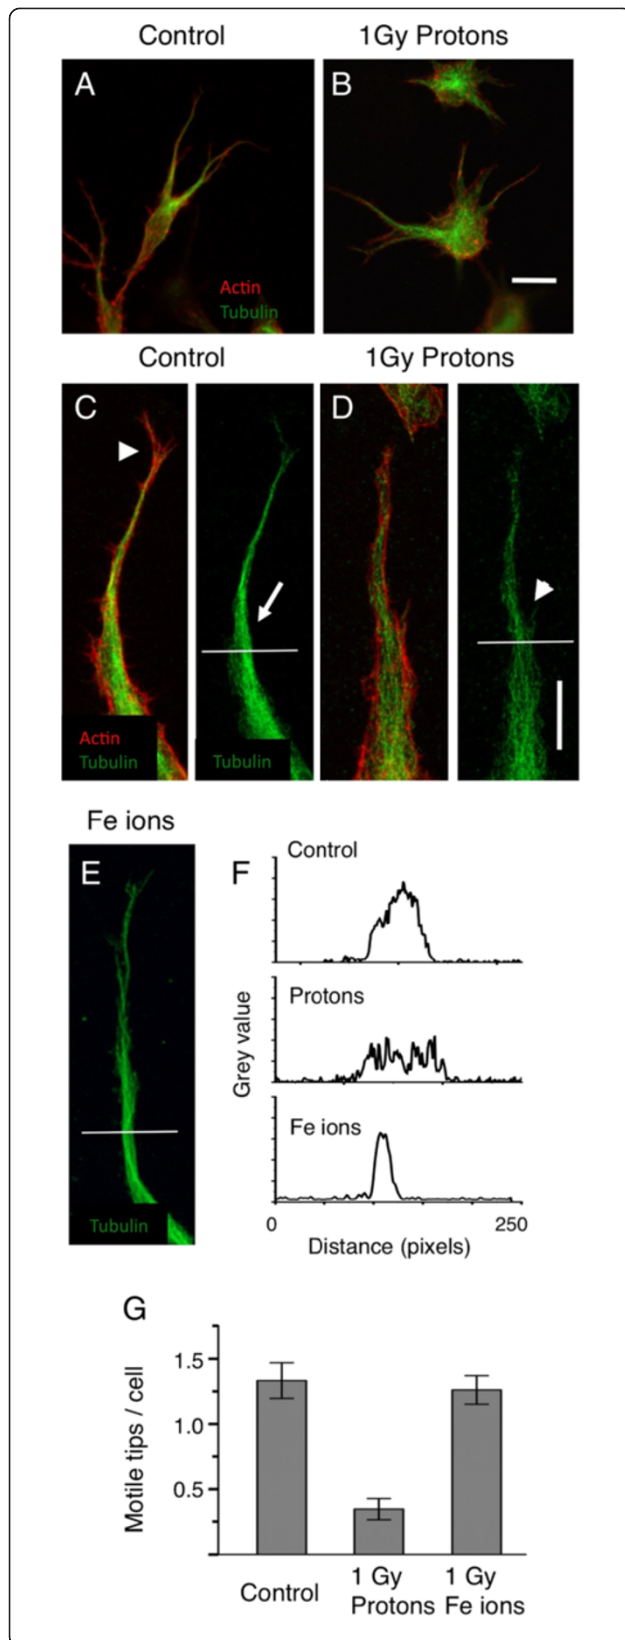 Control
1Gy Protons
A
B
Actin
Tubulin
Control
1Gy Protons
C
D
Actin
Tubulin
Tubulin
Fe ions
E
F
Control
Protons
Fe ions
Grey value
0
250
Distance (pixels)
Tubulin
G
Motile tips / cell
1.5
1.0
0.5
Control
1 Gy
Protons
1 Gy
Fe ions